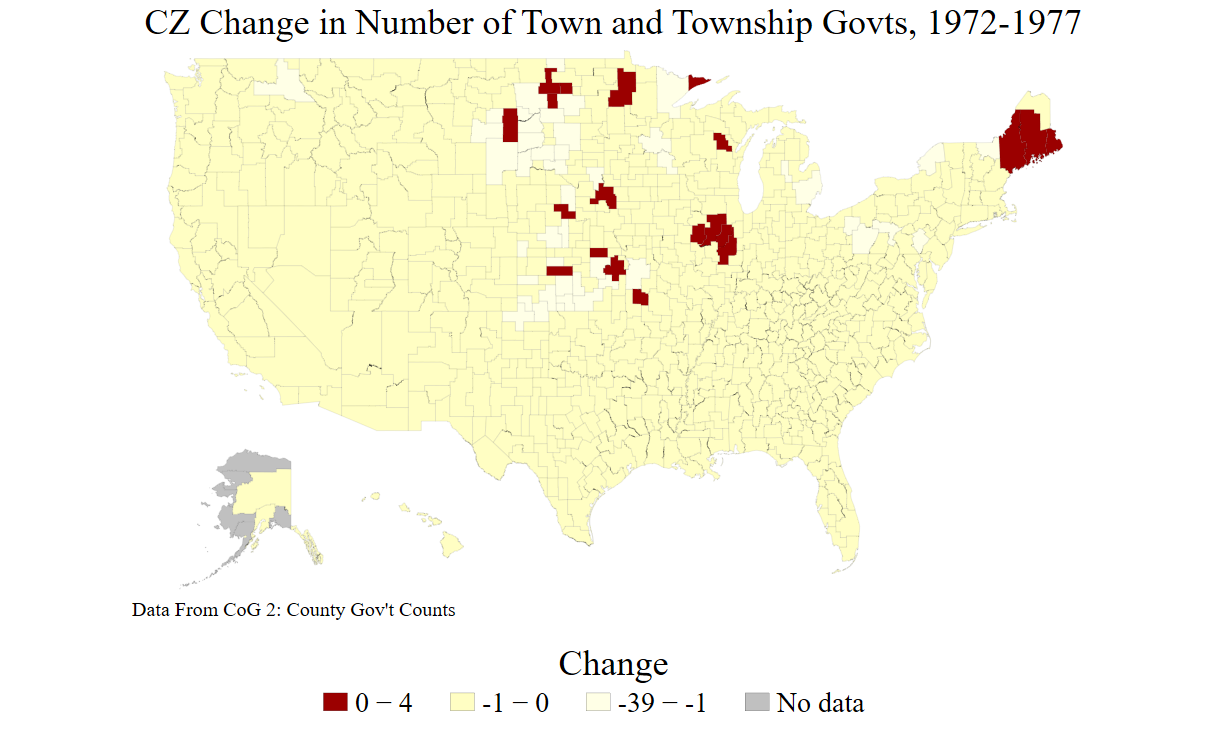 CZ Change in Number of Town and Township Govts, 1972-1977
Data From CoG 2: County Gov't Counts
Change
0 − 4
-1 − 0
-39 − -1
No data